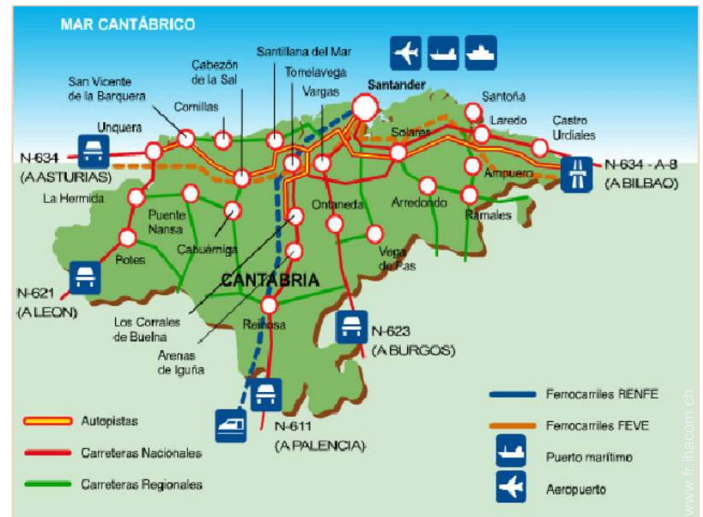 MAR CANTÁBRICO
Santillana del Mar
Cabezón
de la Sal
Torrelavega
San Vicente
de la Barquera
Vargas
Santander
Comillas
Santoña
Unquera
Laredo
Castro
Urdiales
Solares
N-634
(A ASTURIAS)
N-634 - A-8
(A BILBAO)
Ampuero
La Hermida
Puente
Nansa
Ontaneda
Arredondo
Ramales
Cabuérniga
Potes
Vega
de Pas
CANTÁBRIA
N-621
(A LEON)
Los Corrales
de Buelna
Reinosa
N-623
(A BURGOS)
Arenas
de Iguña
N-611
(A PALENCIA)
Autopistas
Carreteras Nacionales
Carreteras Regionales
Ferrocarriles RENFE
Ferrocarriles FEVE
Puerto marítimo
Aeropuerto
www.fr.ihacom.ch